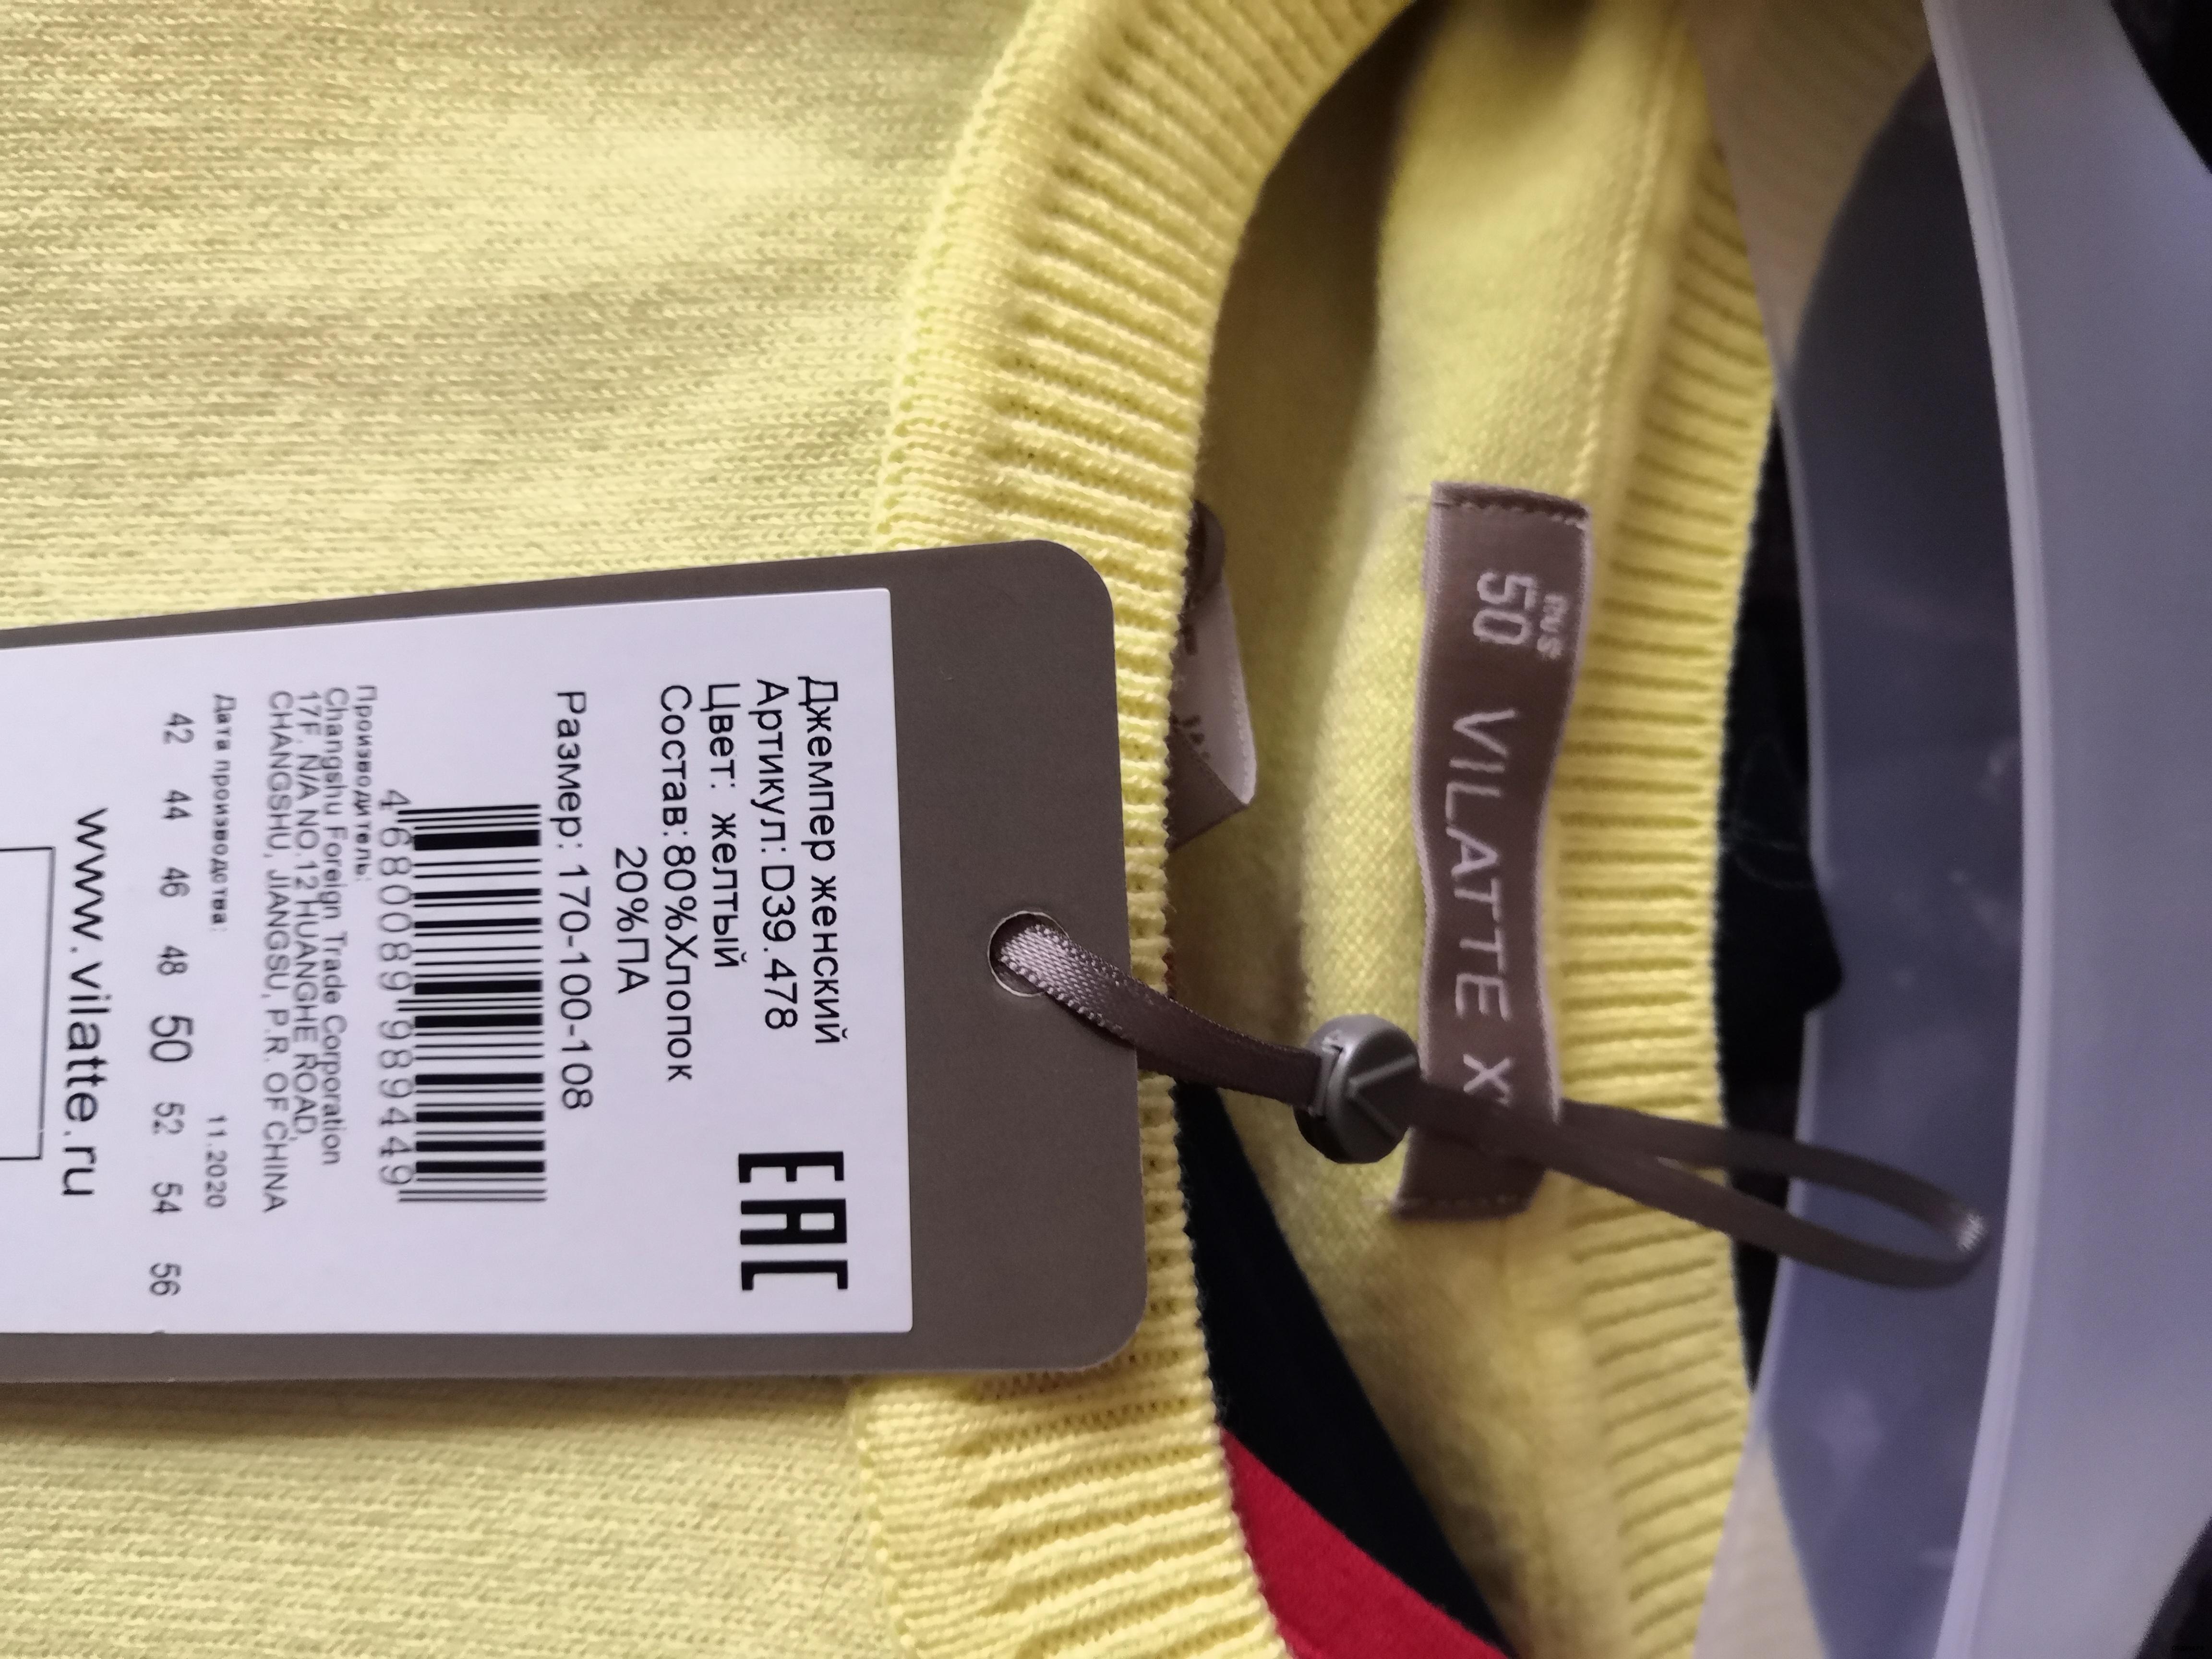 rus
50 VILATTE
Джемпер женский
Артикул: D39.478
Цвет: желтый
Состав: 80%Хлопок
20%ПА
EAC
Размер: 170-100-108
4680089989449
Производитель:
Changshu Foreign Trade Corporation
17F, N/A NO.12 HUANGHE ROAD,
CHANGSHU, JIANGSU, P.R. OF CHINA
Дата производства: 11.2020
42 44 46 48 50 52 54 56
www.vilatte.ru